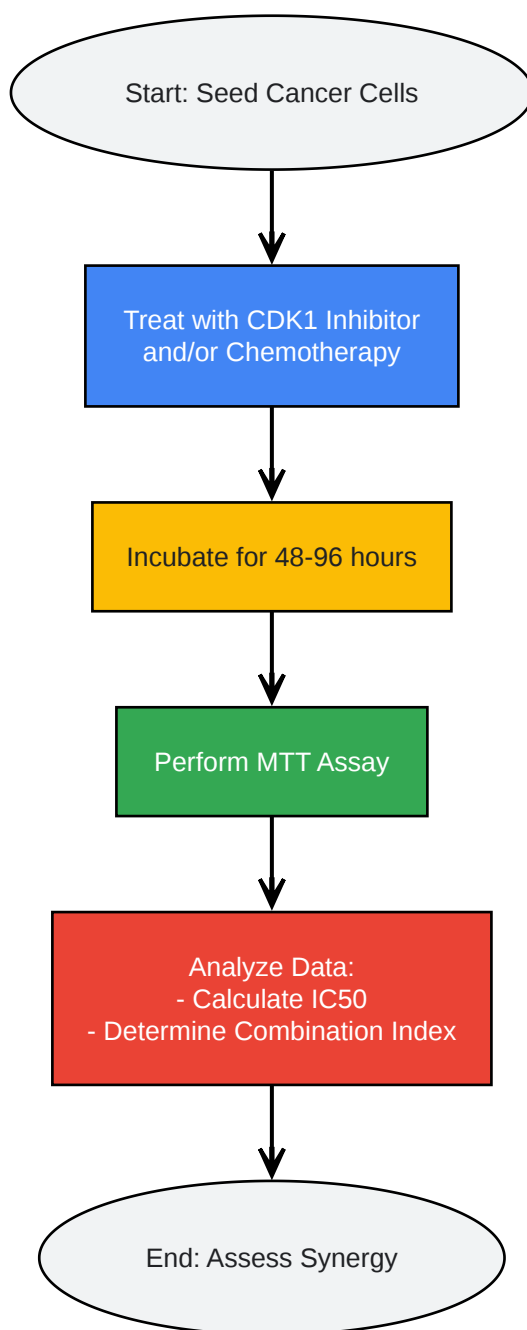 Start: Seed Cancer Cells
Treat with CDK1 Inhibitor
and/or Chemotherapy
Incubate for 48-96 hours
Perform MTT Assay
Analyze Data:
- Calculate IC50
- Determine Combination Index
End: Assess Synergy